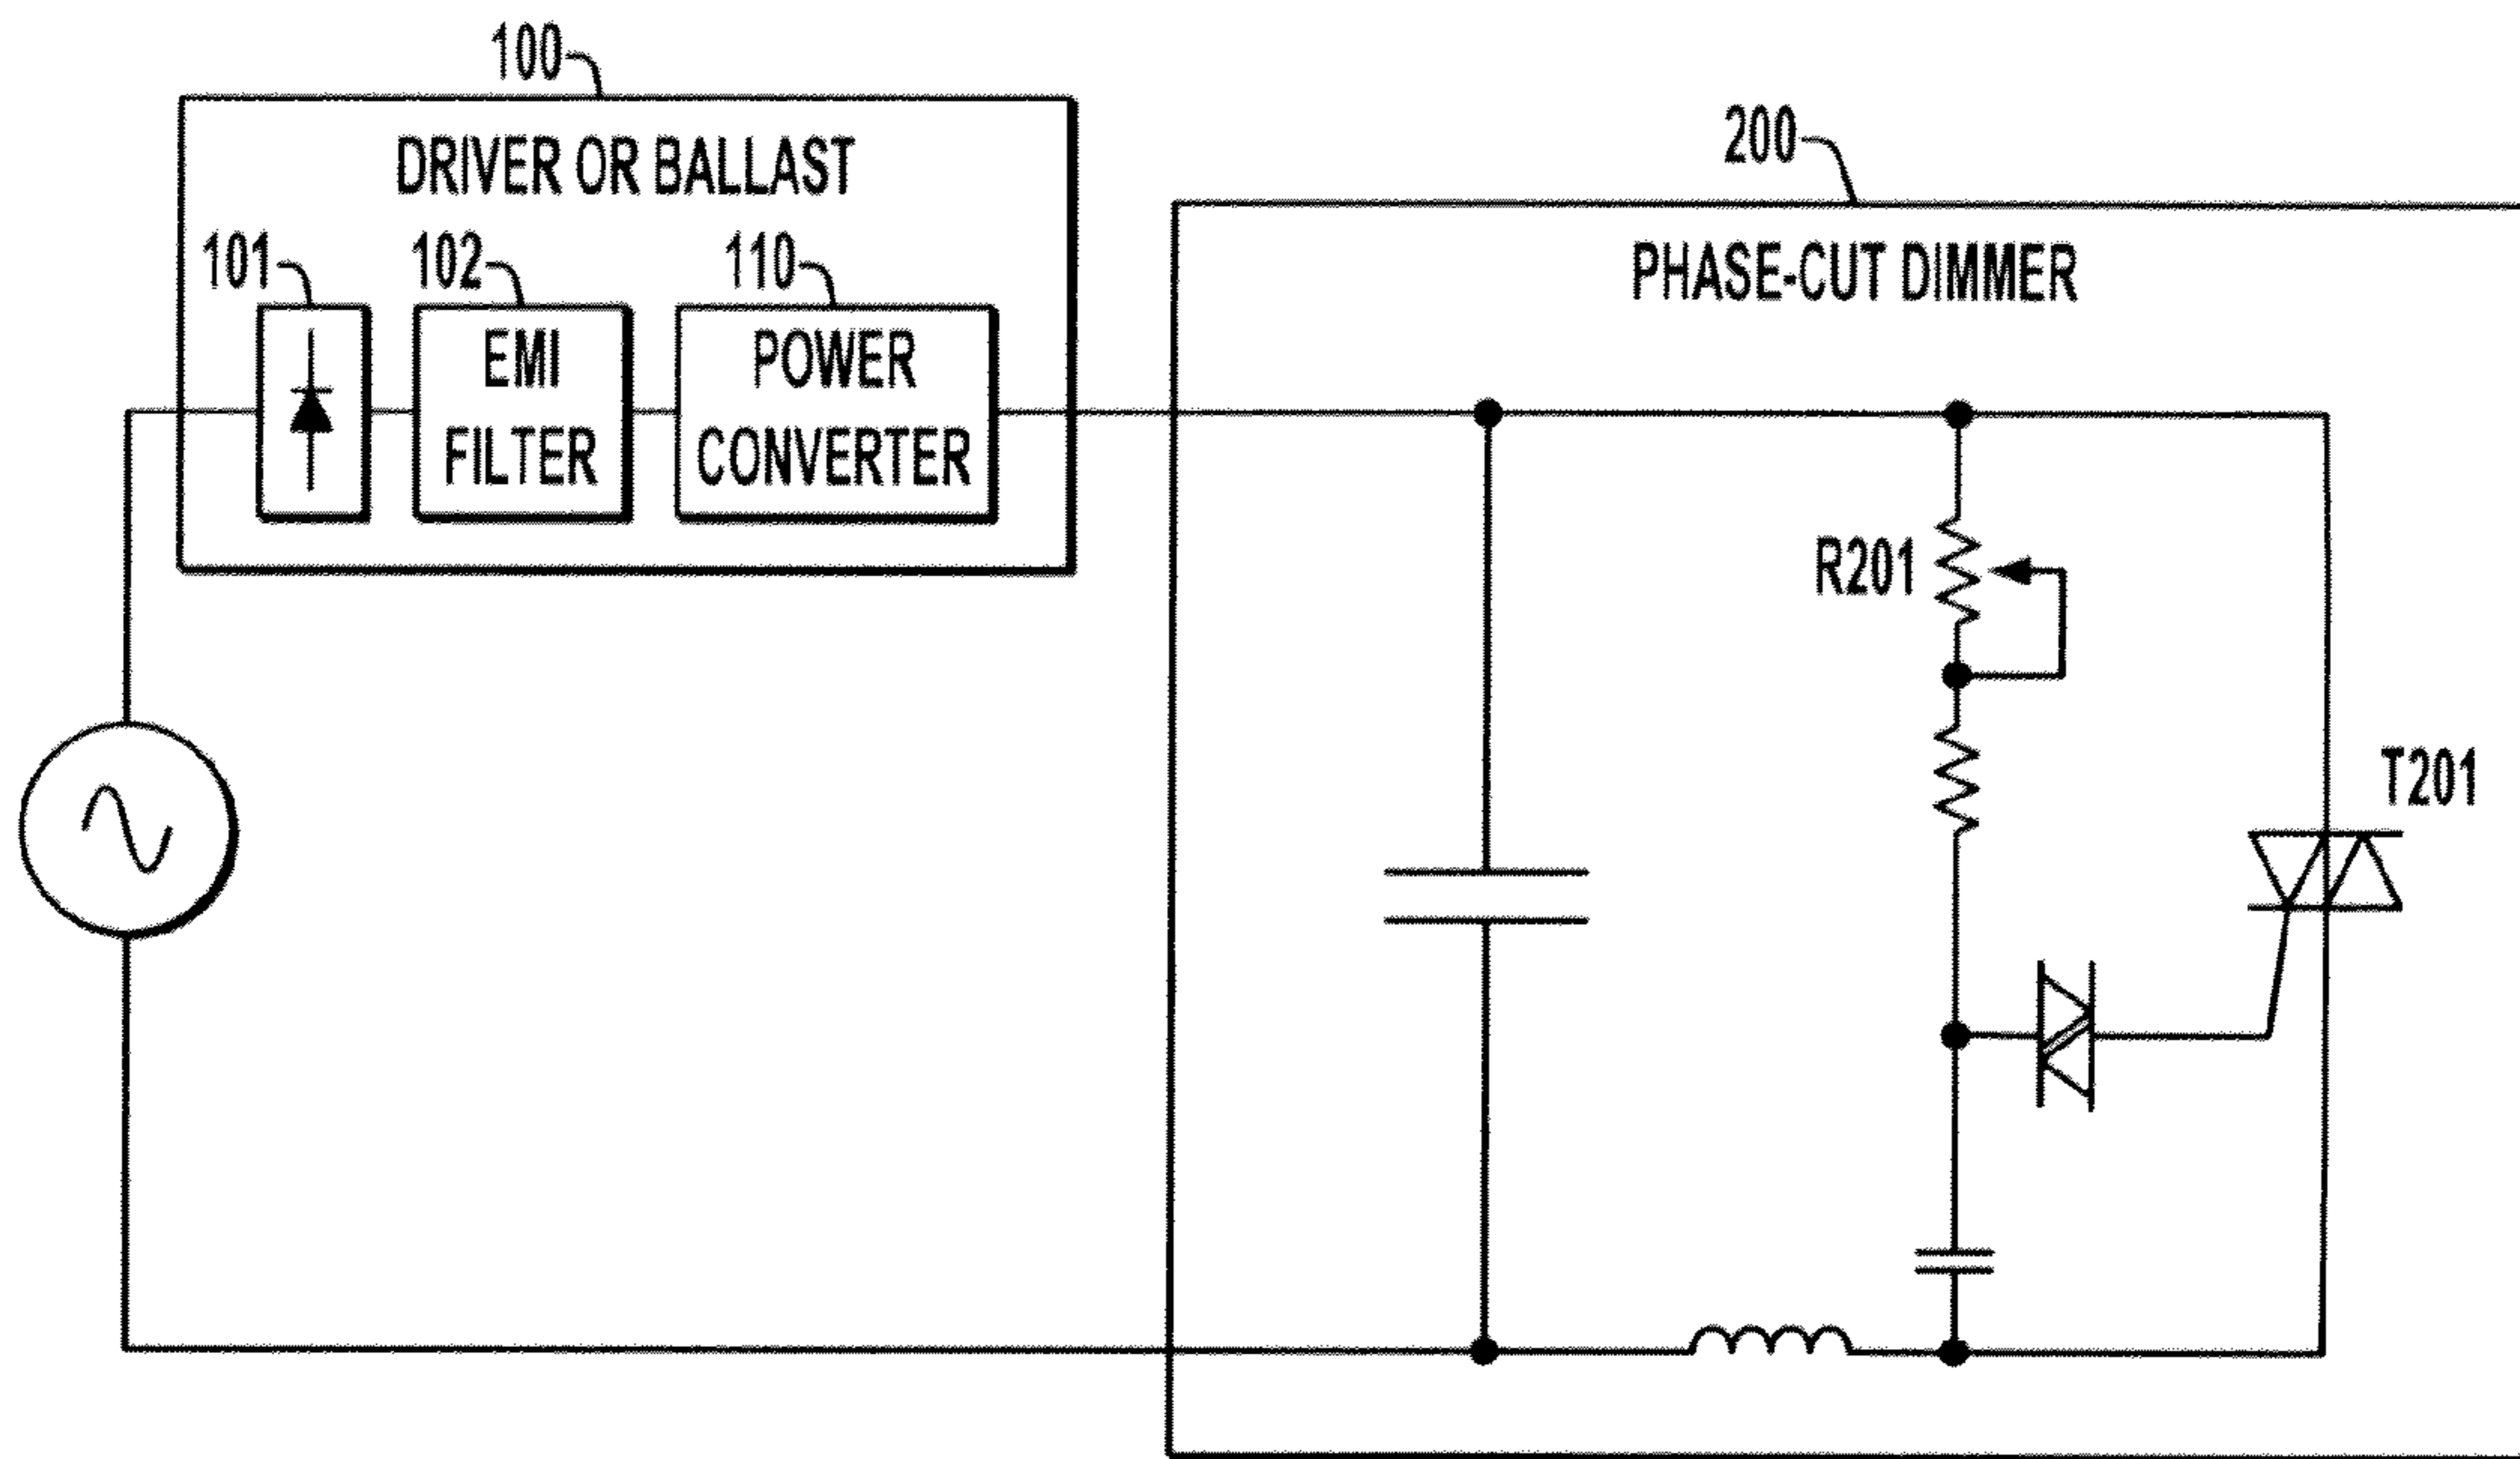 100
DRIVER OR BALLAST
101
102
110
EMI
FILTER
POWER
CONVERTER
200
PHASE-CUT DIMMER
R201
T201